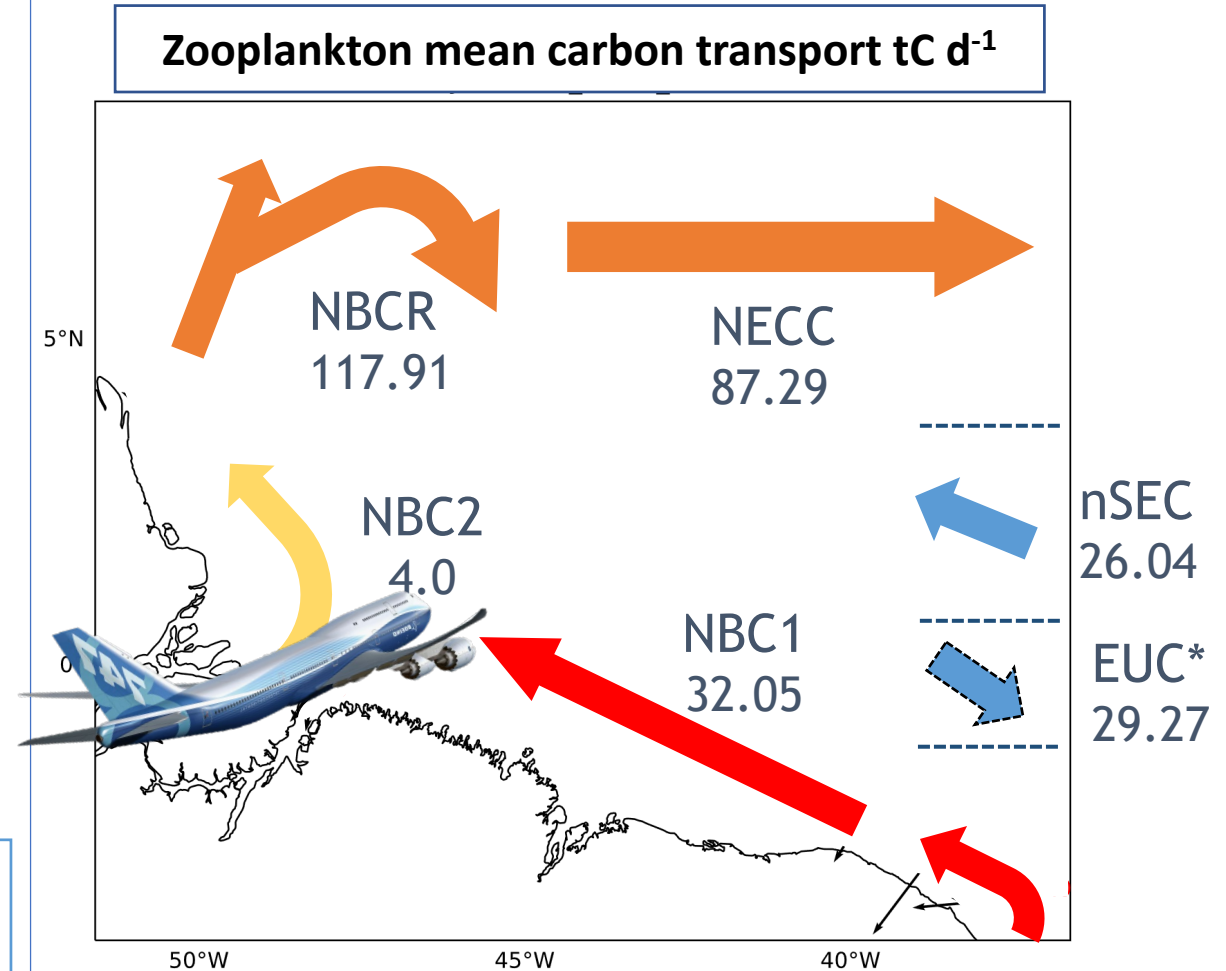 Zooplankton mean carbon transport tC d⁻¹
NBCR
117.91
NECC
87.29
5°N
nSEC
26.04
NBC2
4.0
NBC1
32.05
EUC*
29.27
0
747
50°W
45°W
40°W